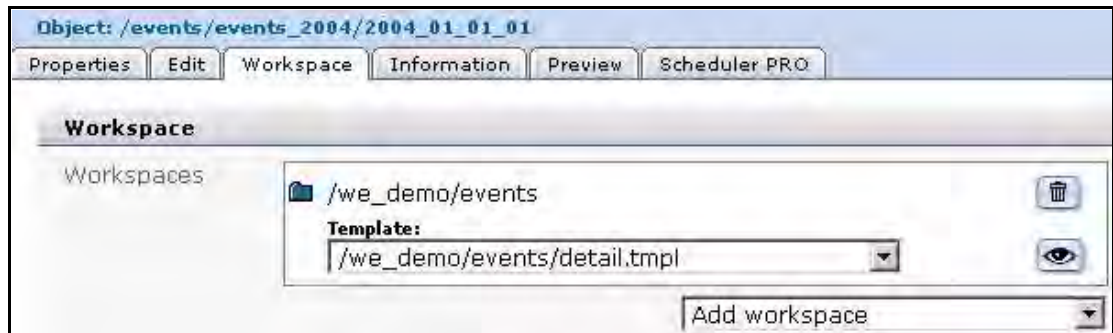 Object: /events/events_2004/2004_01_01_01
Properties Edit Workspace Information Preview Scheduler PRO
Workspace
Workspaces
/we_demo/events
Template:
/we_demo/events/detail.tmpl
Add workspace